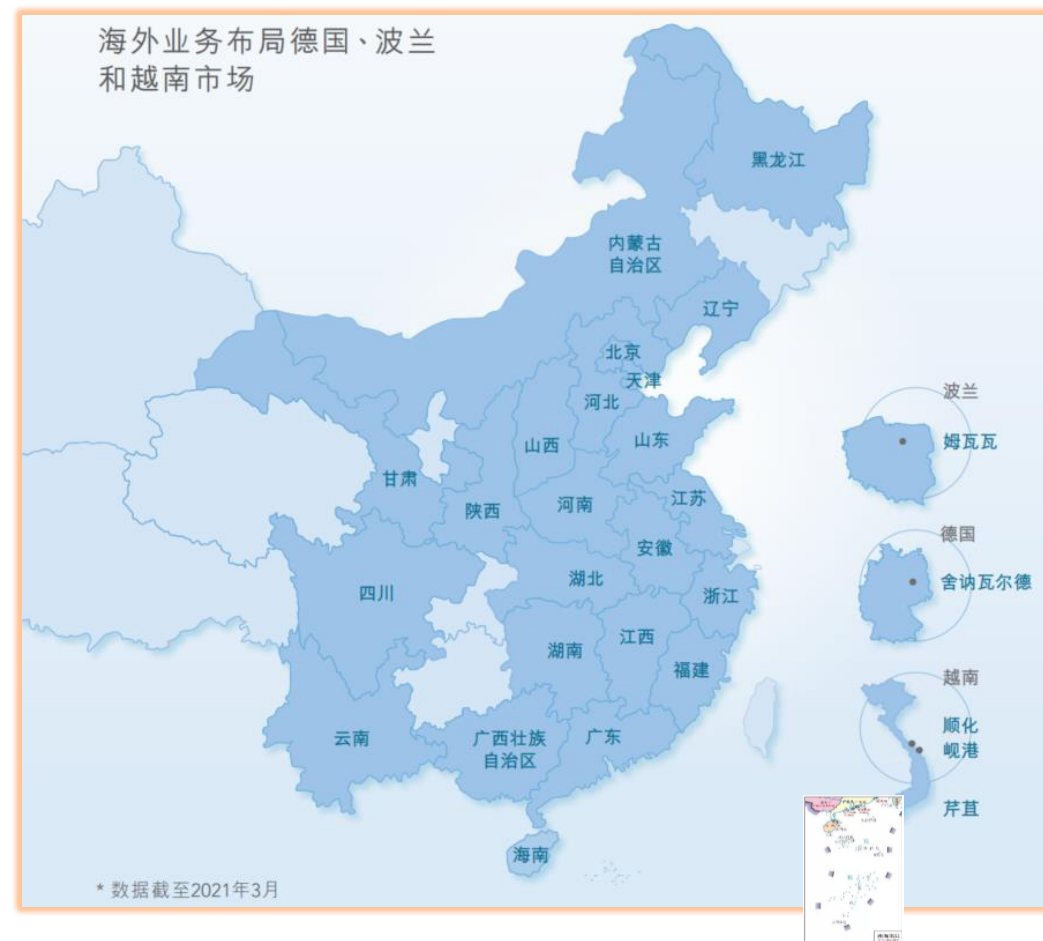 海外业务布局德国、波兰
和越南市场
黑龙江
内蒙古
自治区
辽宁
北京
天津
河北
山西
山东
甘肃
陕西
河南
江苏
安徽
四川
湖北
浙江
湖南
江西
福建
云南
广西壮族
自治区
广东
海南
波兰
姆瓦瓦
德国
舍讷瓦尔德
越南
顺化
岘港
芹苴
* 数据截至2021年3月